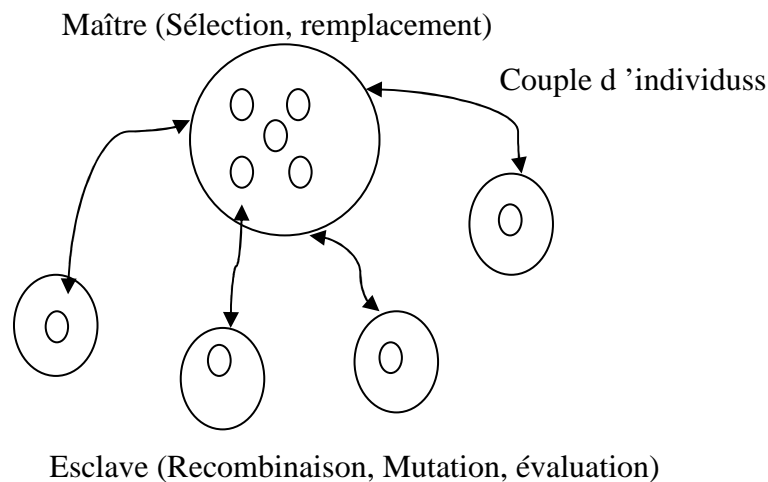 Maître (Sélection, remplacement)
Couple d ’individuss
Esclave (Recombinaison, Mutation, évaluation)